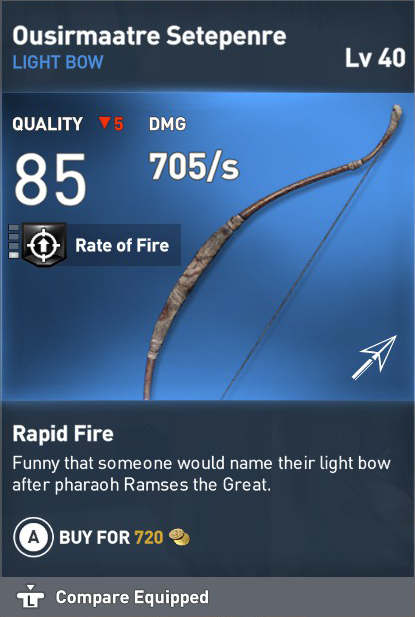 Ousirmaatre Setepenre
LIGHT BOW
Lv 40
QUALITY ▼5 DMG
85 705/s
Rate of Fire
Rapid Fire
Funny that someone would name their light bow
after pharaoh Ramses the Great.
A BUY FOR 720
L Compare Equipped